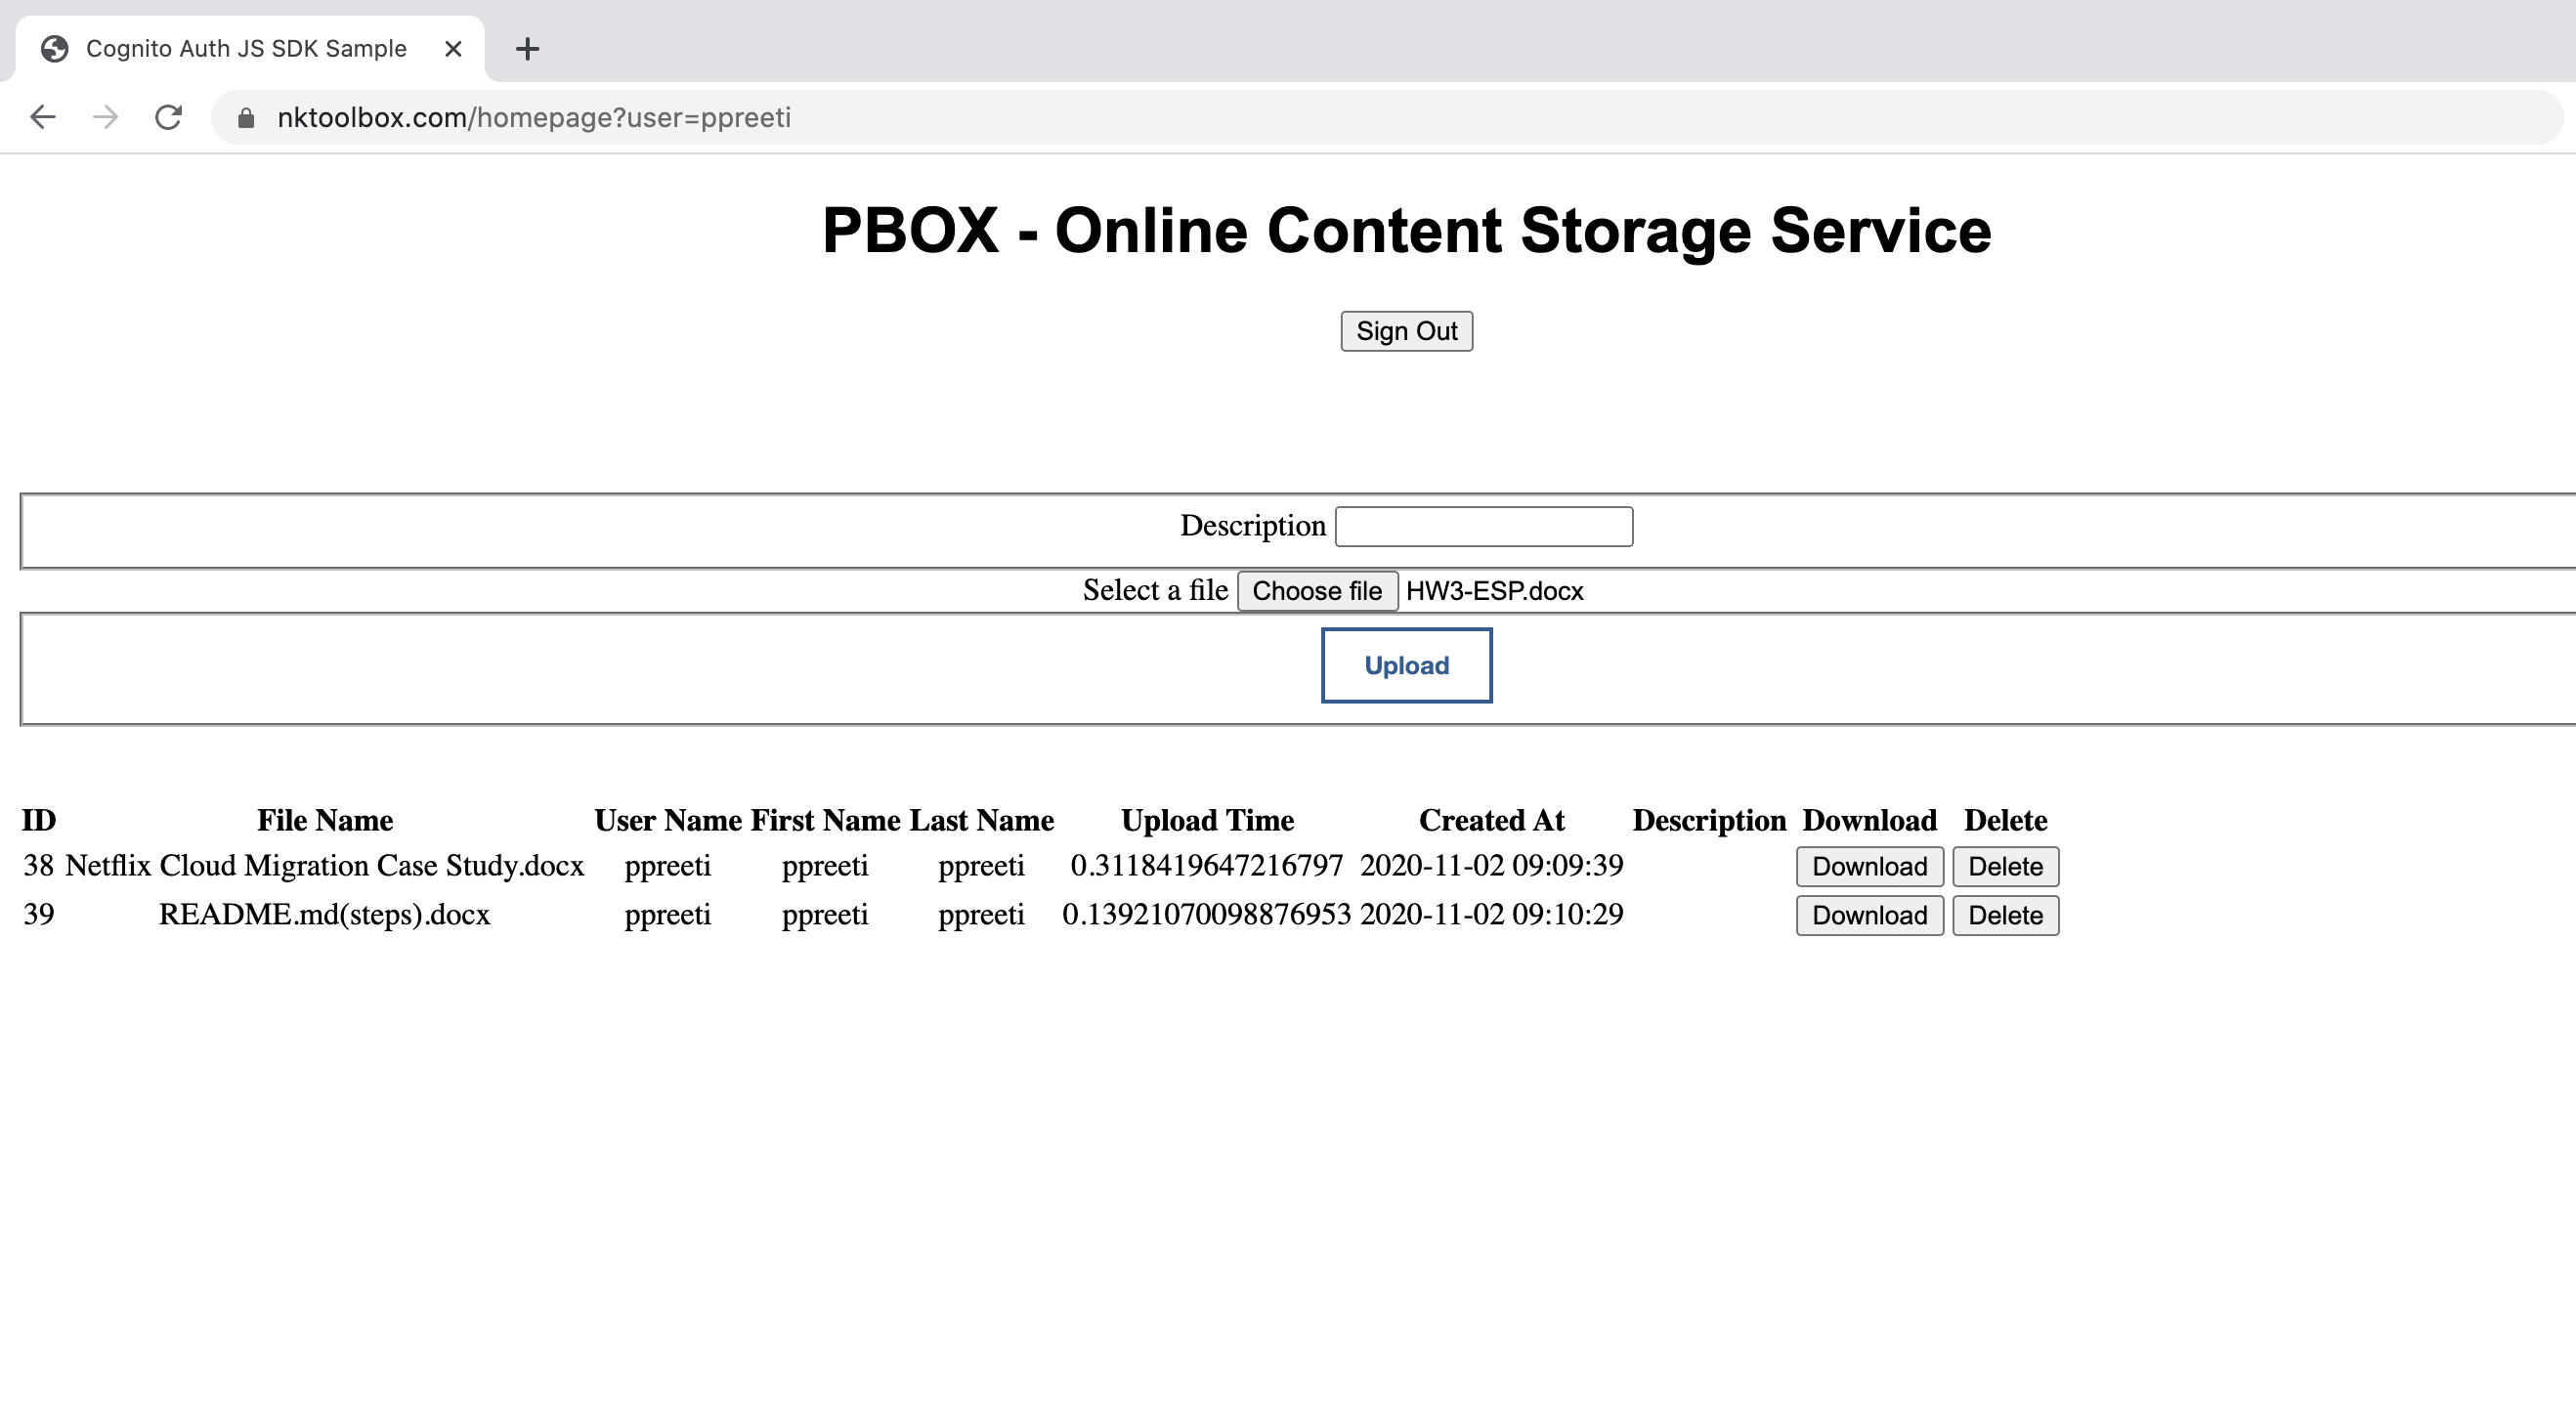 Cognito Auth JS SDK Sample
nktoolbox.com/homepage?user=ppreeti
PBOX - Online Content Storage Service
Sign Out
Description
Select a file Choose file HW3-ESP.docx
Upload
ID File Name User Name First Name Last Name Upload Time Created At Description Download Delete
38 Netflix Cloud Migration Case Study.docx ppreeti ppreeti ppreeti 0.3118419647216797 2020-11-02 09:09:39 Download Delete
39 README.md(steps).docx ppreeti ppreeti ppreeti 0.13921070098876953 2020-11-02 09:10:29 Download Delete